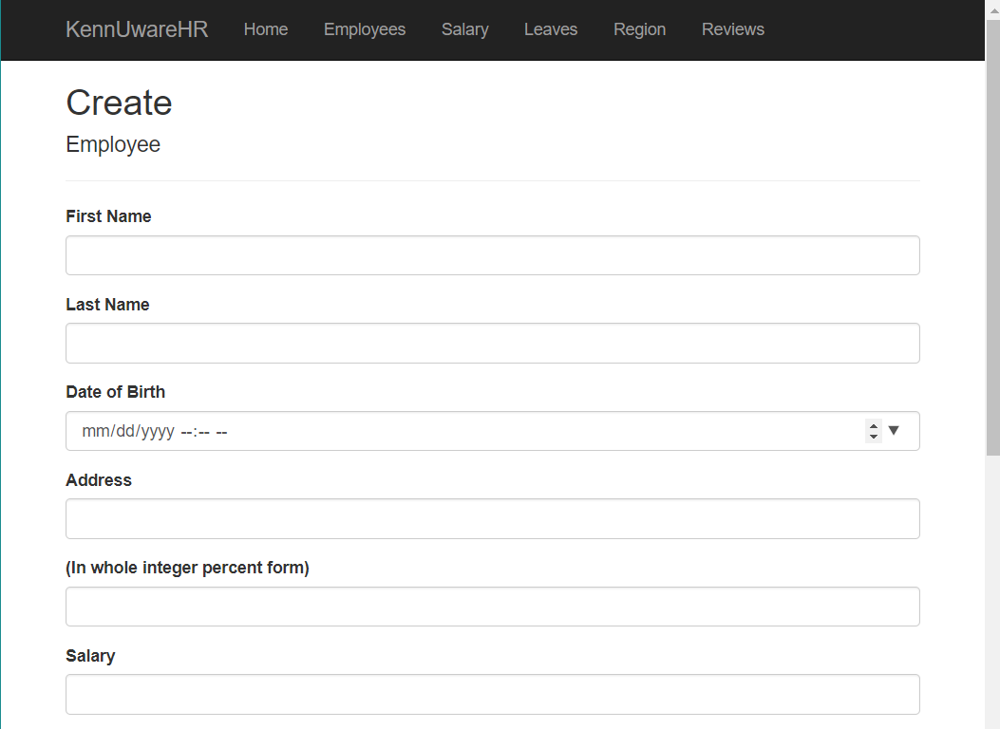 KennUwareHR Home Employees Salary Leaves Region Reviews
Create
Employee
First Name
Last Name
Date of Birth
mm/dd/yyyy --:-- --
Address
(In whole integer percent form)
Salary